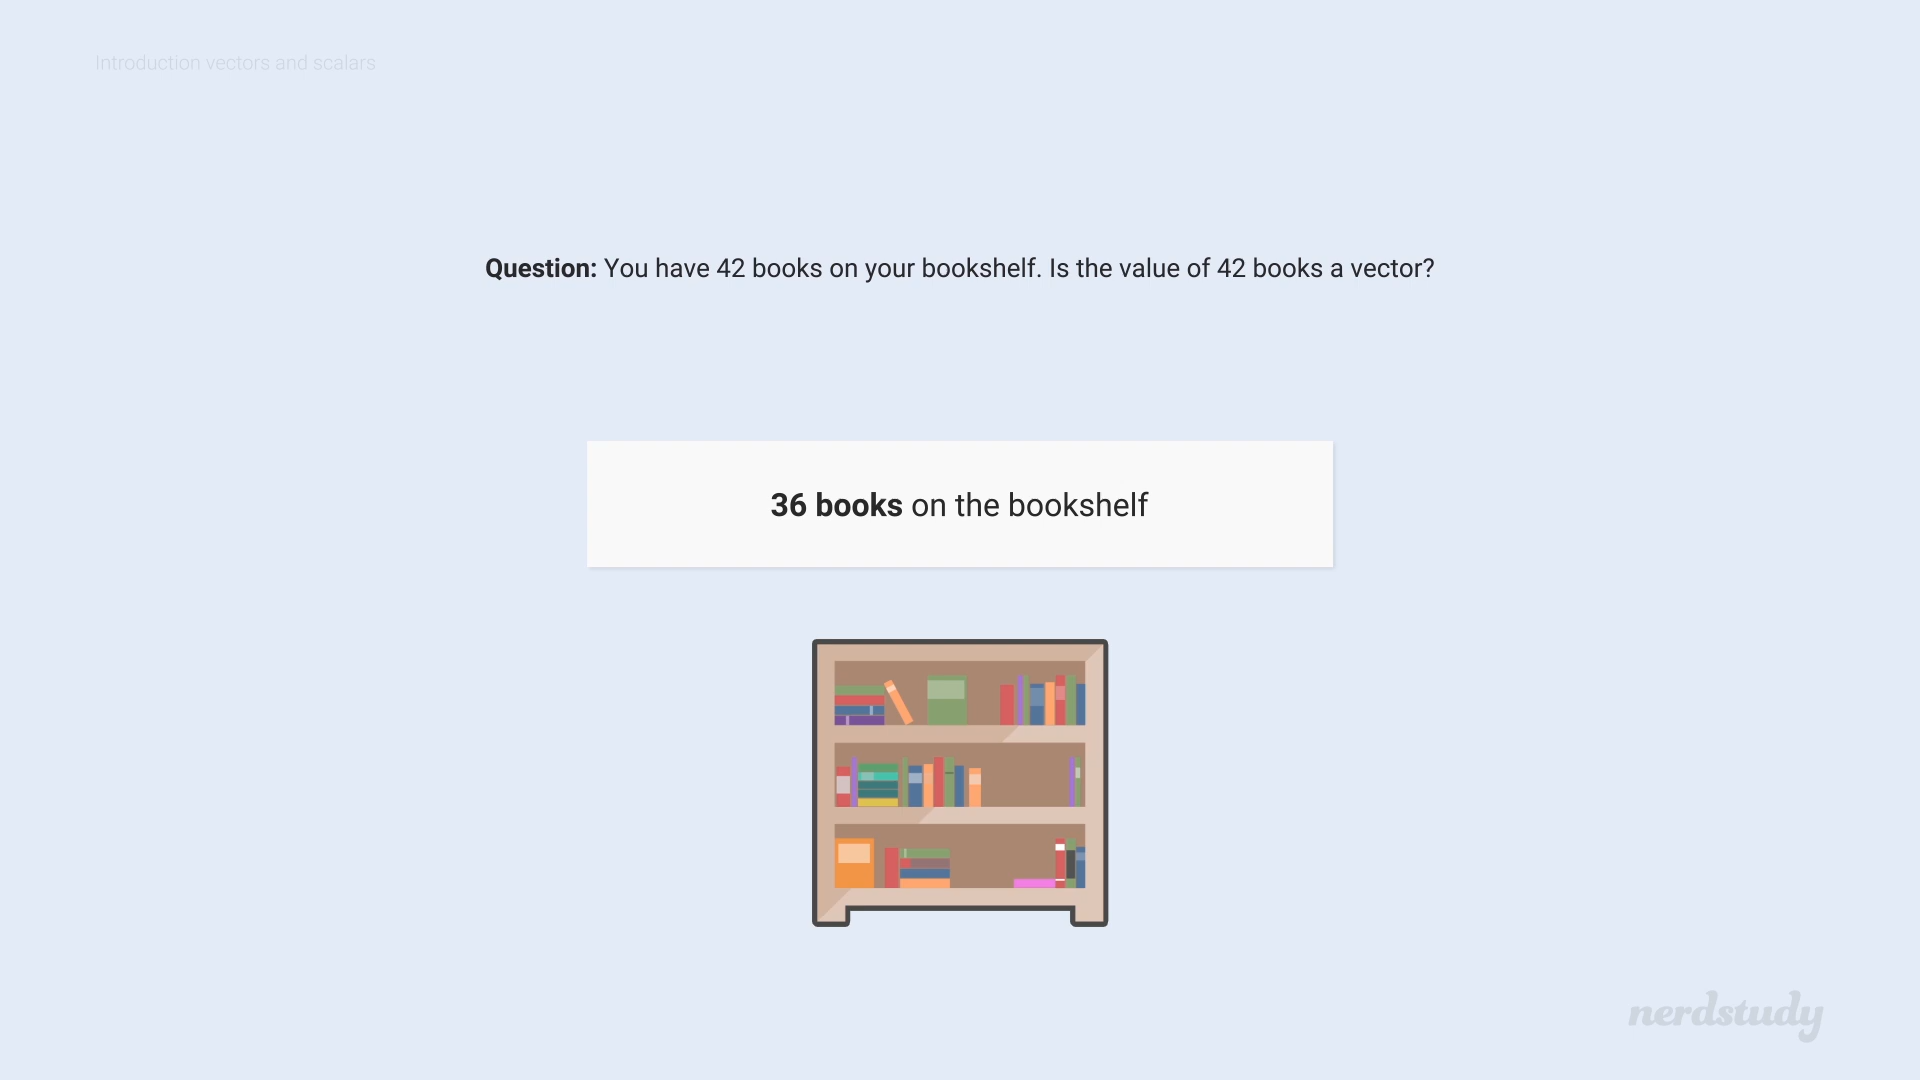 Introduction vectors and scalars
Question: You have 42 books on your bookshelf. Is the value of 42 books a vector?
36 books on the bookshelf
nerdstudy